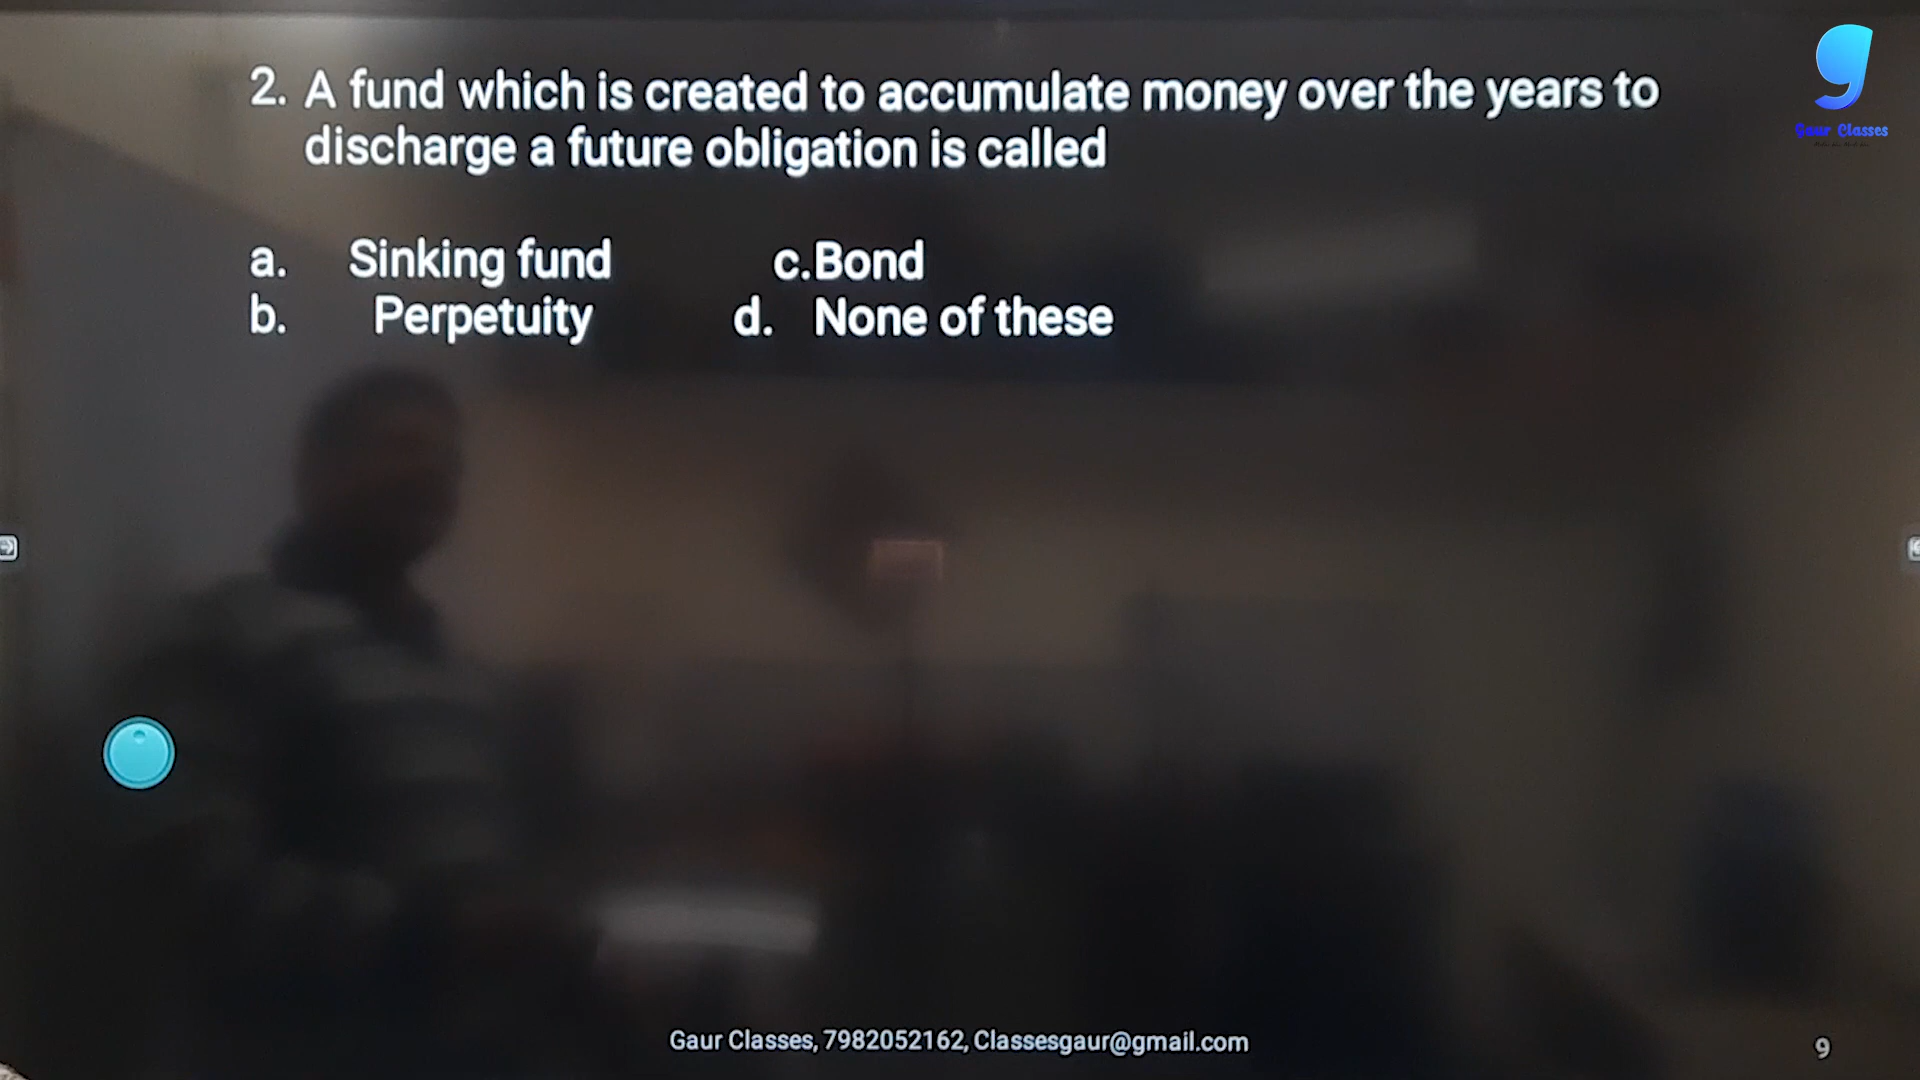 Gaur Classes
2. A fund which is created to accumulate money over the years to
discharge a future obligation is called
a. Sinking fund c.Bond
b. Perpetuity d. None of these
Gaur Classes, 7982052162, Classesgaur@gmail.com
9